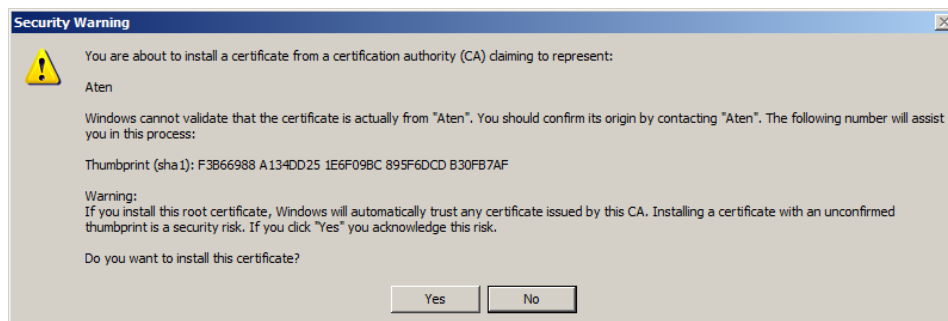 Security Warning
You are about to install a certificate from a certification authority (CA) claiming to represent:
Aten
Windows cannot validate that the certificate is actually from "Aten". You should confirm its origin by contacting "Aten". The following number will assist
you in this process:
Thumbprint (sha1): F3B66988 A134DD25 1E6F09BC 895F6DCD B30FB7AF
Warning:
If you install this root certificate, Windows will automatically trust any certificate issued by this CA. Installing a certificate with an unconfirmed
thumbprint is a security risk. If you click "Yes" you acknowledge this risk.
Do you want to install this certificate?
Yes No